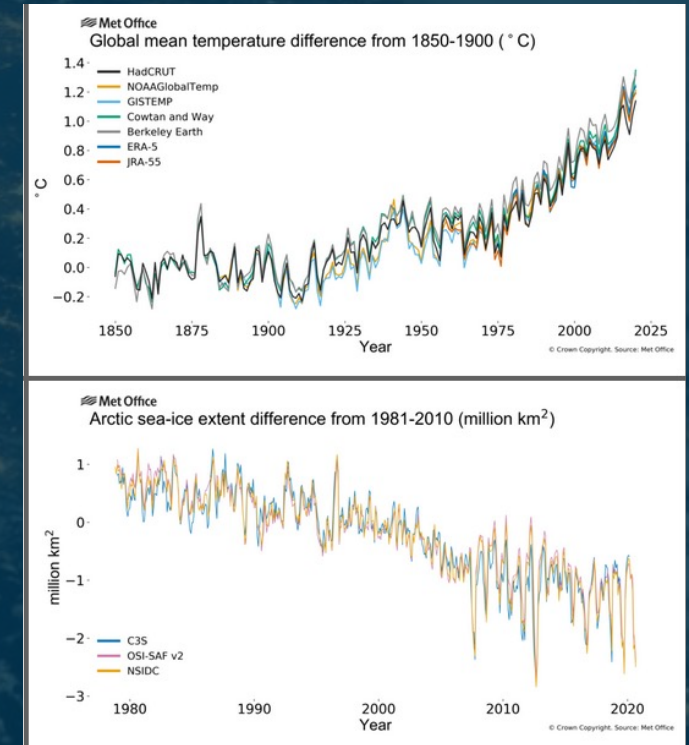 Met Office
Global mean temperature difference from 1850-1900 (°C)
1.4
1.2
1.0
0.8
0.6
0.4
0.2
0.0
−0.2
°C
HadCRUT
NOAAGlobalTemp
GISTEMP
Cowtan and Way
Berkeley Earth
ERA-5
JRA-55
1850 1875 1900 1925 1950 1975 2000 2025
Year
© Crown Copyright. Source: Met Office
Met Office
Arctic sea-ice extent difference from 1981-2010 (million km²)
1
0
−1
−2
−3
million km²
C3S
OSI-SAF v2
NSIDC
1980 1990 2000 2010 2020
Year
© Crown Copyright. Source: Met Office